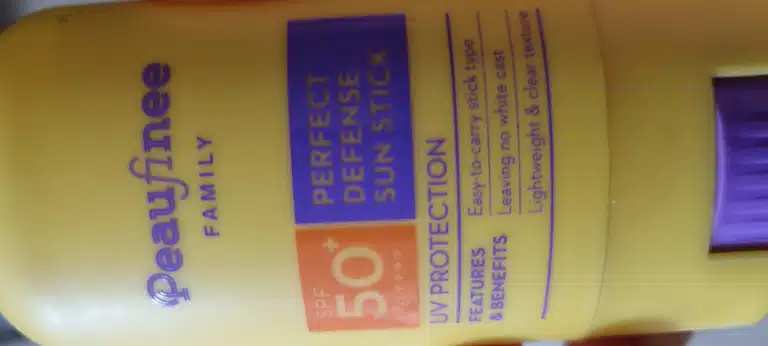 Peaufinee
FAMILY
SPF
50+
PERFECT
DEFENSE
SUN STICK
UV PROTECTION
FEATURES
& BENEFITS
Easy-to-carry stick type
Leaving no white cast
Lightweight & clear texture